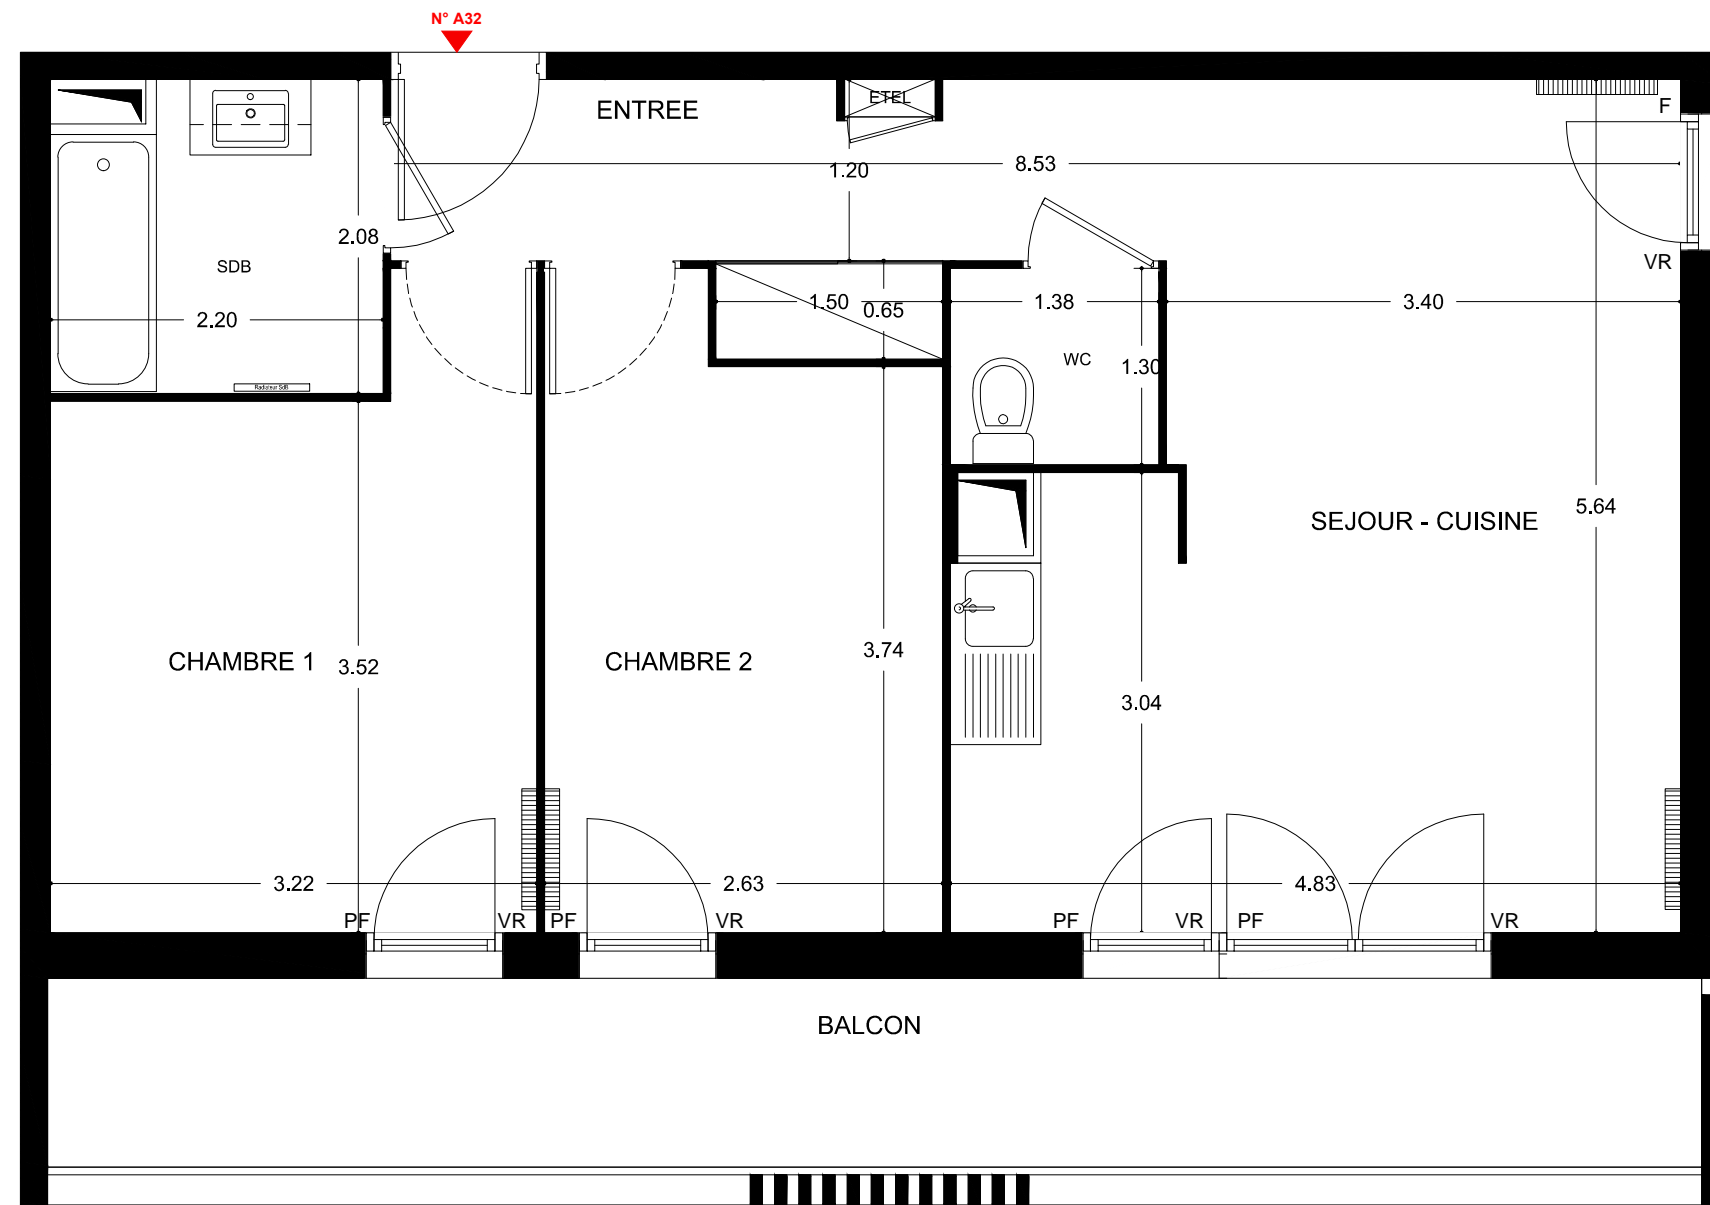 N° A32
ENTREE
ETEL
F
8.53
1.20
2.08
SDB
VR
2.20
1.50
0.65
1.38
3.40
WC
1.30
Radiateur SdB
5.64
SEJOUR - CUISINE
CHAMBRE 1
3.52
CHAMBRE 2
3.74
3.04
3.22
2.63
4.83
PF
VR
PF
VR
PF
VR
PF
VR
BALCON